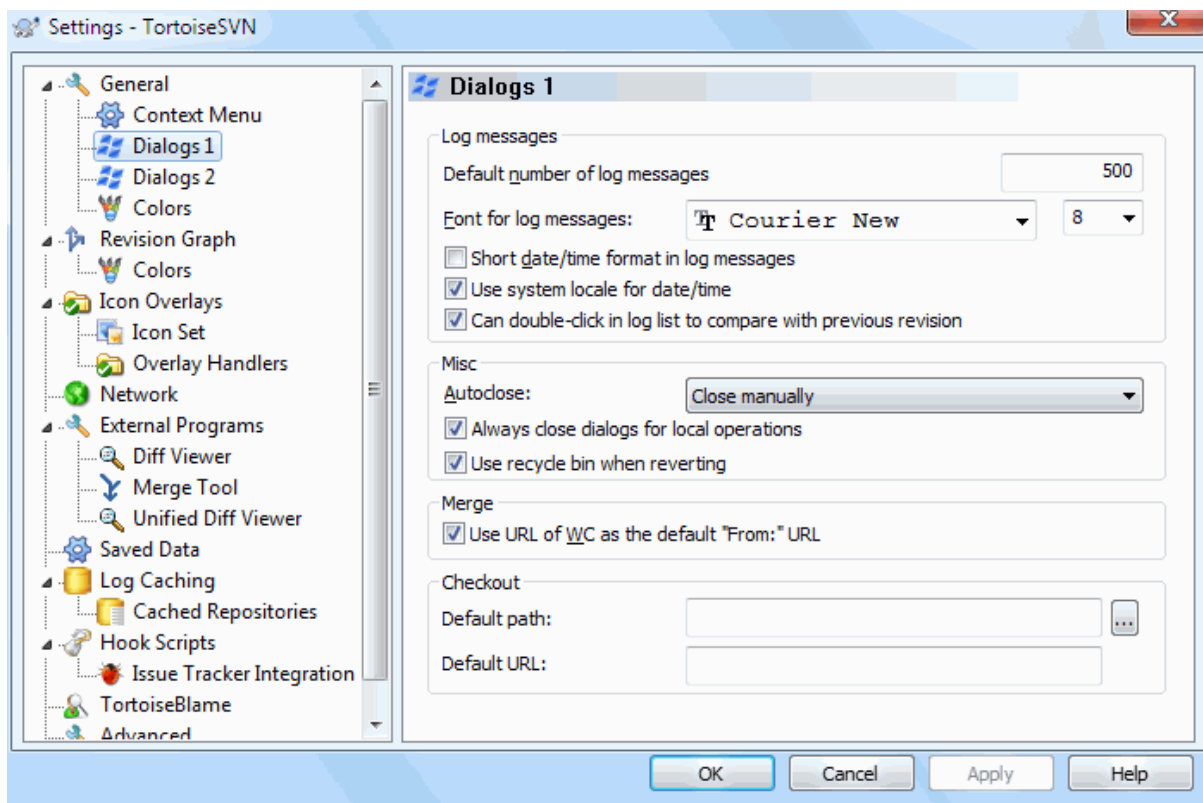 Settings - TortoiseSVN
General
Context Menu
Dialogs 1
Dialogs 2
Colors
Revision Graph
Colors
Icon Overlays
Icon Set
Overlay Handlers
Network
External Programs
Diff Viewer
Merge Tool
Unified Diff Viewer
Saved Data
Log Caching
Cached Repositories
Hook Scripts
Issue Tracker Integration
TortoiseBlame
Advanced
Dialogs 1
Log messages
Default number of log messages 500
Font for log messages: Courier New 8
Short date/time format in log messages
Use system locale for date/time
Can double-click in log list to compare with previous revision
Misc
Autoclose: Close manually
Always close dialogs for local operations
Use recycle bin when reverting
Merge
Use URL of WC as the default "From:" URL
Checkout
Default path: ...
Default URL:
OK Cancel Apply Help